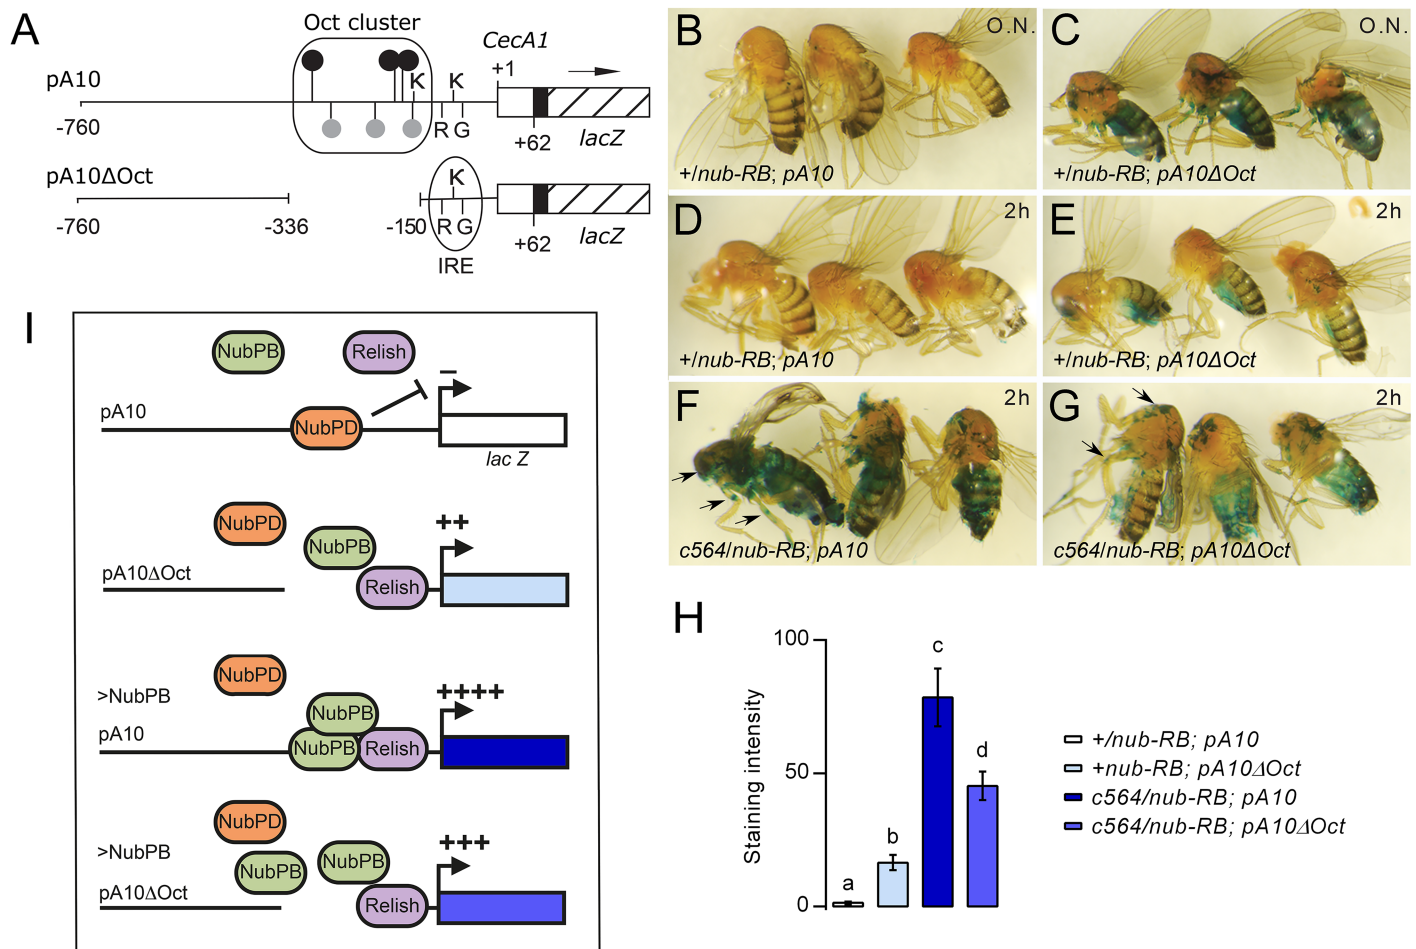 A
Oct cluster
CecA1
+1
pA10
K K
-760
R G
+62 lacZ
pA10ΔOct
K
-760 -336 -150 R G
+62 lacZ
IRE
B O.N.
+/nub-RB; pA10
C O.N.
+/nub-RB; pA10ΔOct
D 2h
+/nub-RB; pA10
E 2h
+/nub-RB; pA10ΔOct
F 2h
c564/nub-RB; pA10
G 2h
c564/nub-RB; pA10ΔOct
H
100
50
0
Staining intensity
a
b
c
d
+/nub-RB; pA10
+nub-RB; pA10ΔOct
c564/nub-RB; pA10
c564/nub-RB; pA10ΔOct
I
NubPB Relish
–
pA10
NubPD
lac Z
NubPD
++
NubPB
pA10ΔOct
Relish
NubPD
>NubPB
++++
NubPB
pA10
NubPB Relish
NubPD
>NubPB
+++
NubPB NubPB
pA10ΔOct
Relish